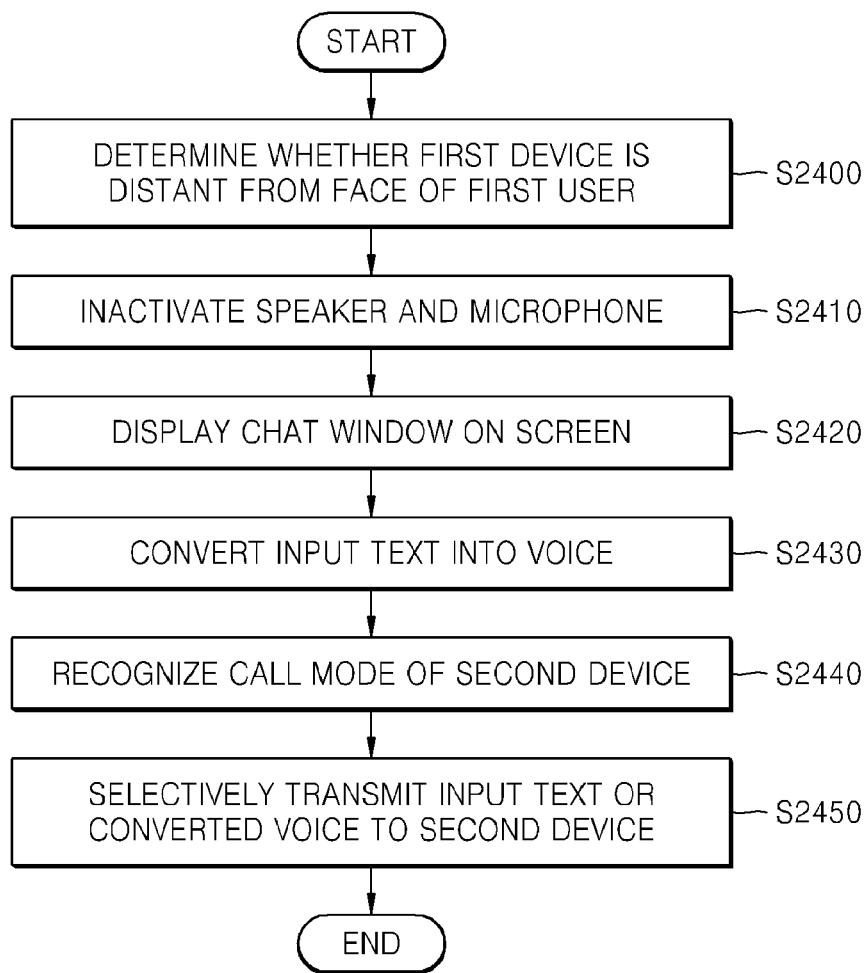 START
DETERMINE WHETHER FIRST DEVICE IS
DISTANT FROM FACE OF FIRST USER
S2400
INACTIVATE SPEAKER AND MICROPHONE
S2410
DISPLAY CHAT WINDOW ON SCREEN
S2420
CONVERT INPUT TEXT INTO VOICE
S2430
RECOGNIZE CALL MODE OF SECOND DEVICE
S2440
SELECTIVELY TRANSMIT INPUT TEXT OR
CONVERTED VOICE TO SECOND DEVICE
S2450
END